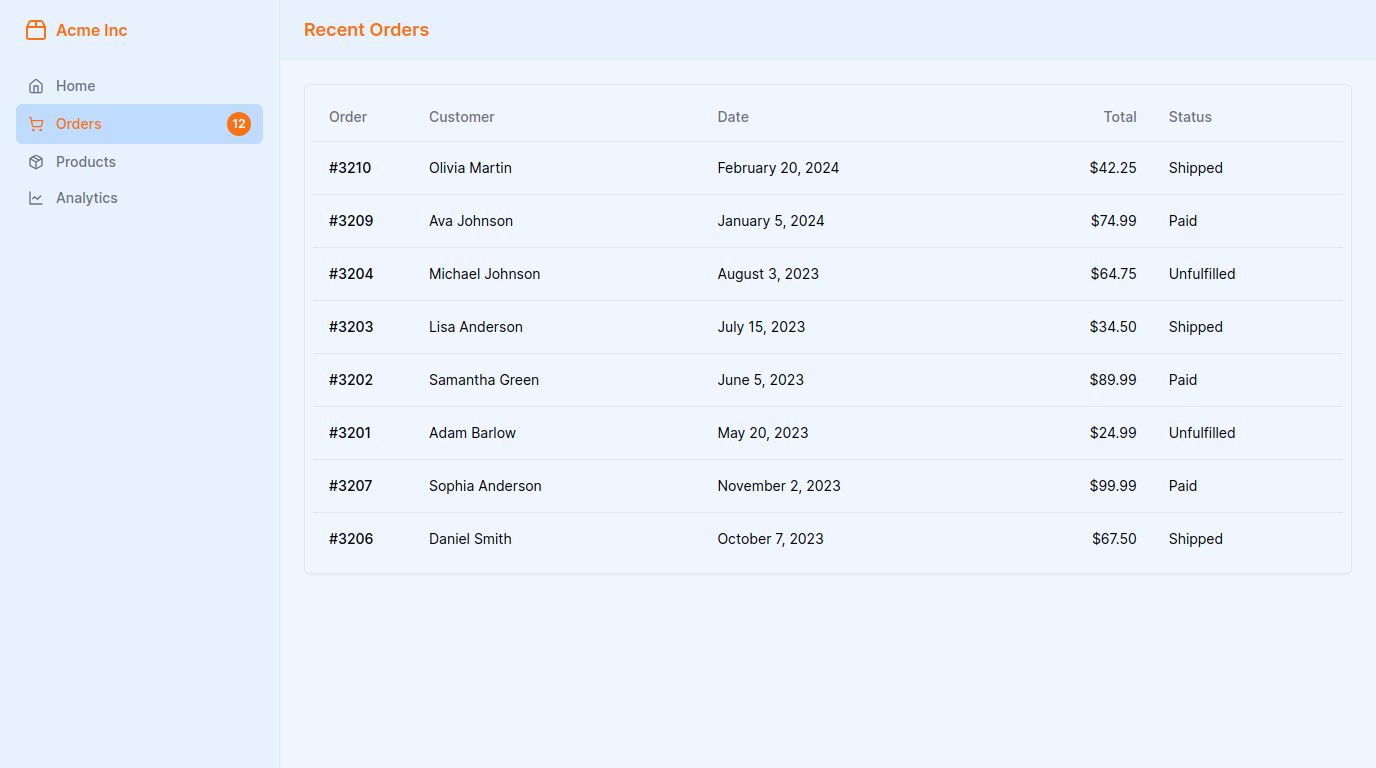 Acme Inc
Home
Orders 12
Products
Analytics
Recent Orders
Order Customer Date Total Status
#3210 Olivia Martin February 20, 2024 $42.25 Shipped
#3209 Ava Johnson January 5, 2024 $74.99 Paid
#3204 Michael Johnson August 3, 2023 $64.75 Unfulfilled
#3203 Lisa Anderson July 15, 2023 $34.50 Shipped
#3202 Samantha Green June 5, 2023 $89.99 Paid
#3201 Adam Barlow May 20, 2023 $24.99 Unfulfilled
#3207 Sophia Anderson November 2, 2023 $99.99 Paid
#3206 Daniel Smith October 7, 2023 $67.50 Shipped